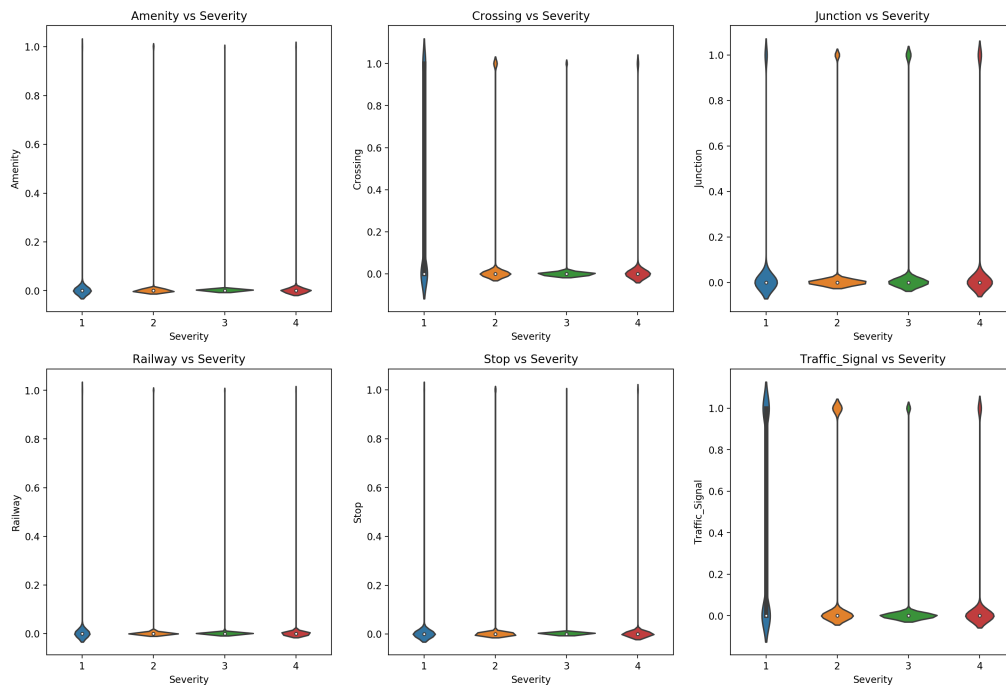 Amenity vs Severity
1.0
0.8
0.6
0.4
0.2
0.0
Amenity
1 2 3 4
Severity
Crossing vs Severity
1.0
0.8
0.6
0.4
0.2
0.0
Crossing
1 2 3 4
Severity
Junction vs Severity
1.0
0.8
0.6
0.4
0.2
0.0
Junction
1 2 3 4
Severity
Railway vs Severity
1.0
0.8
0.6
0.4
0.2
0.0
Railway
1 2 3 4
Severity
Stop vs Severity
1.0
0.8
0.6
0.4
0.2
0.0
Stop
1 2 3 4
Severity
Traffic_Signal vs Severity
1.0
0.8
0.6
0.4
0.2
0.0
Traffic_Signal
1 2 3 4
Severity